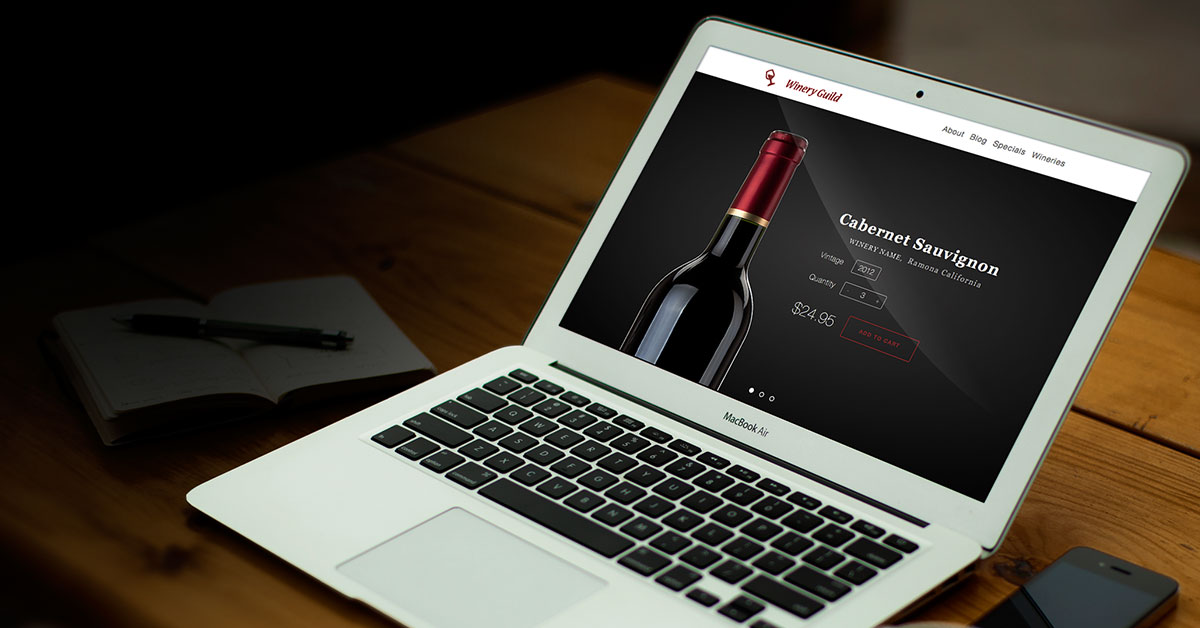 Winery Guild
About Blog Specials Wineries
Cabernet Sauvignon
WINERY NAME, Ramona California
Vintage 2012
Quantity - 3 +
$24.95 ADD TO CART
MacBook Air